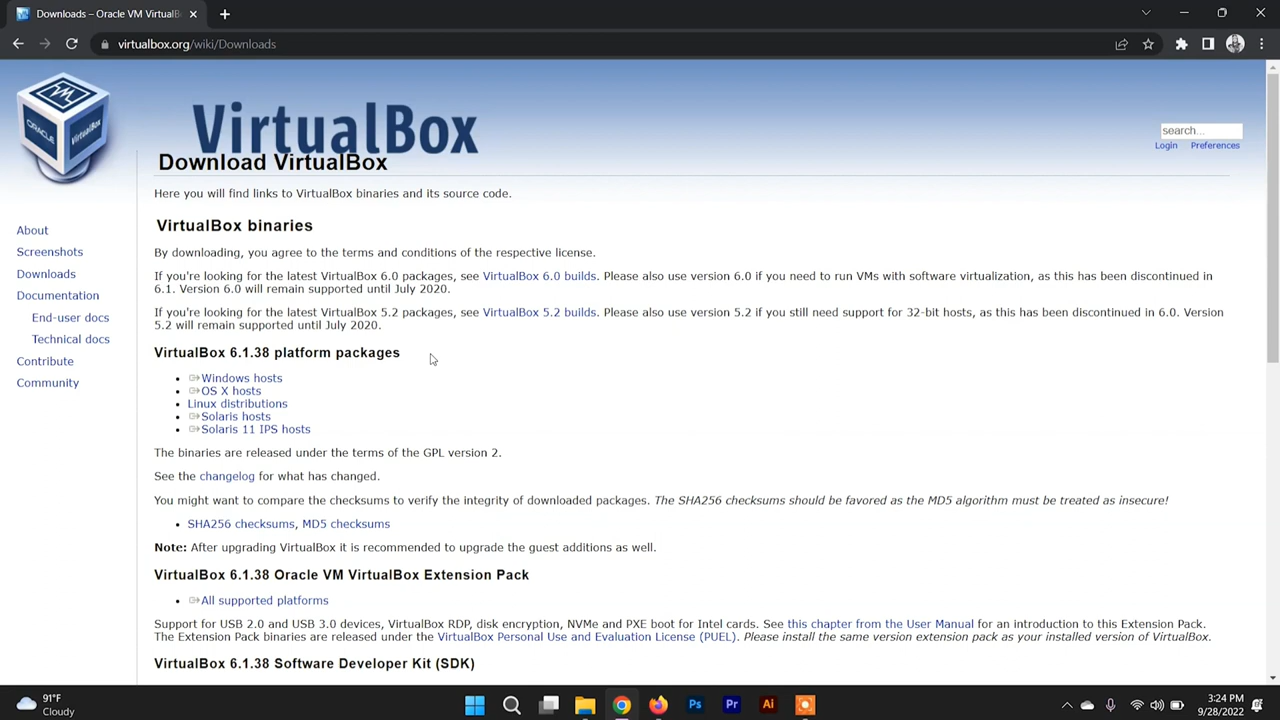 Downloads – Oracle VM VirtualB
virtualbox.org/wiki/Downloads
ORACLE
VirtualBox
VirtualBox
search...
Login Preferences
Download VirtualBox
Here you will find links to VirtualBox binaries and its source code.
About
Screenshots
Downloads
Documentation
End-user docs
Technical docs
Contribute
Community
VirtualBox binaries
By downloading, you agree to the terms and conditions of the respective license.
If you're looking for the latest VirtualBox 6.0 packages, see VirtualBox 6.0 builds. Please also use version 6.0 if you need to run VMs with software virtualization, as this has been discontinued in
6.1. Version 6.0 will remain supported until July 2020.
If you're looking for the latest VirtualBox 5.2 packages, see VirtualBox 5.2 builds. Please also use version 5.2 if you still need support for 32-bit hosts, as this has been discontinued in 6.0. Version
5.2 will remain supported until July 2020.
VirtualBox 6.1.38 platform packages
Windows hosts
OS X hosts
Linux distributions
Solaris hosts
Solaris 11 IPS hosts
The binaries are released under the terms of the GPL version 2.
See the changelog for what has changed.
You might want to compare the checksums to verify the integrity of downloaded packages. The SHA256 checksums should be favored as the MD5 algorithm must be treated as insecure!
SHA256 checksums, MD5 checksums
Note: After upgrading VirtualBox it is recommended to upgrade the guest additions as well.
VirtualBox 6.1.38 Oracle VM VirtualBox Extension Pack
All supported platforms
Support for USB 2.0 and USB 3.0 devices, VirtualBox RDP, disk encryption, NVMe and PXE boot for Intel cards. See this chapter from the User Manual for an introduction to this Extension Pack.
The Extension Pack binaries are released under the VirtualBox Personal Use and Evaluation License (PUEL). Please install the same version extension pack as your installed version of VirtualBox.
VirtualBox 6.1.38 Software Developer Kit (SDK)
91°F
Cloudy
Ps
Pr
Ai
3:24 PM
9/28/2022